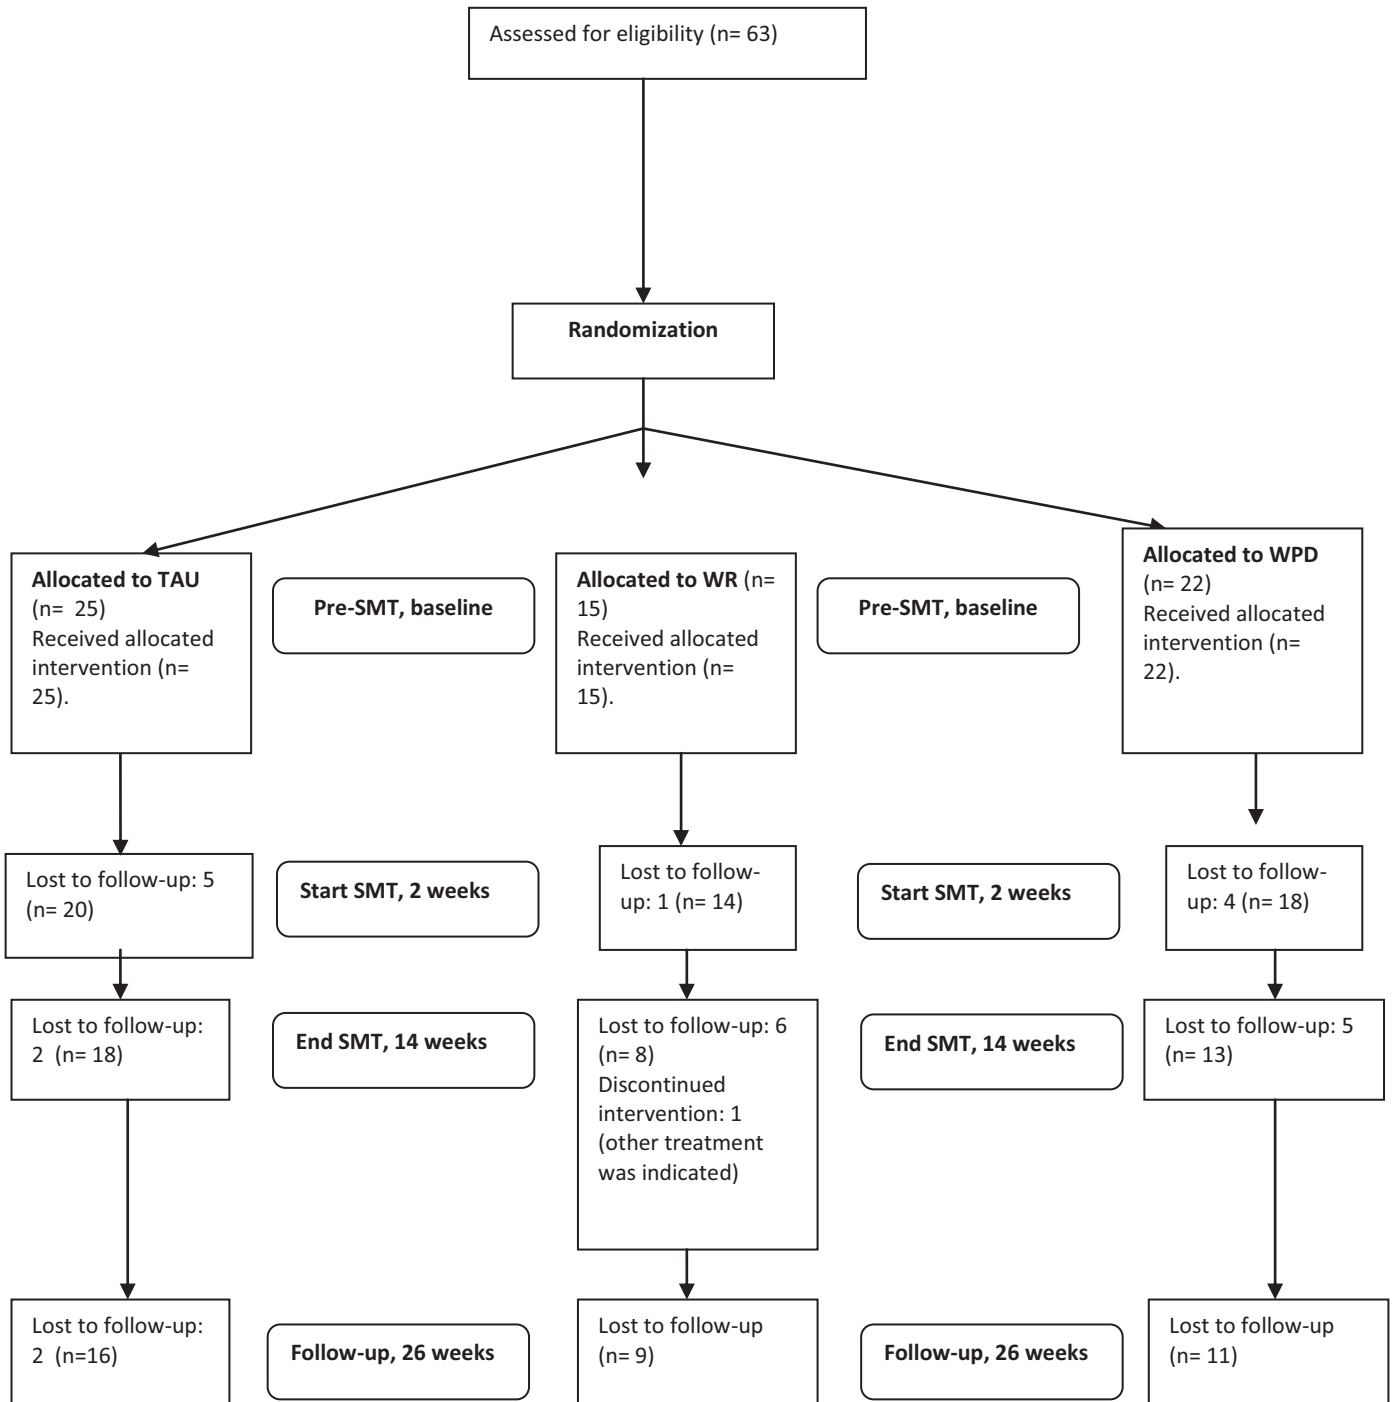 Assessed for eligibility (n= 63)
Randomization
Allocated to TAU
(n=  25)
Received allocated
intervention (n=
25).
Pre-SMT, baseline
Allocated to WR (n=
15)
Received allocated
intervention (n=
15).
Pre-SMT, baseline
Allocated to WPD
(n= 22)
Received allocated
intervention (n=
22).
Lost to follow-up: 5
(n= 20)
Start SMT, 2 weeks
Lost to follow-
up: 1 (n= 14)
Start SMT, 2 weeks
Lost to follow-
up: 4 (n= 18)
Lost to follow-up:
2  (n= 18)
End SMT, 14 weeks
Lost to follow-up: 6
(n= 8)
Discontinued
intervention: 1
(other treatment
was indicated)
End SMT, 14 weeks
Lost to follow-up: 5
(n= 13)
Lost to follow-up:
2  (n=16)
Follow-up, 26 weeks
Lost to follow-up
(n= 9)
Follow-up, 26 weeks
Lost to follow-up
(n= 11)